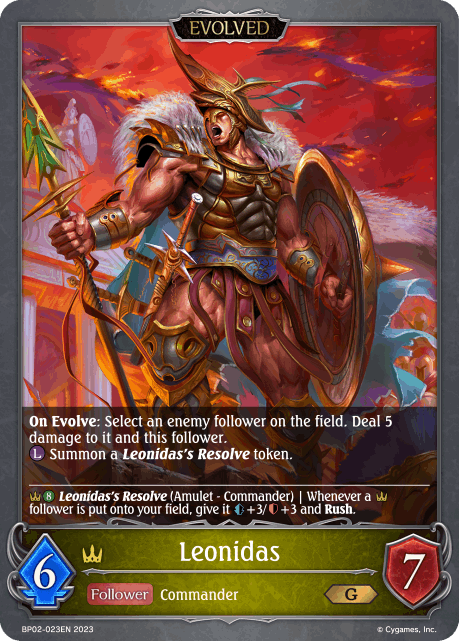 EVOLVED
On Evolve: Select an enemy follower on the field. Deal 5
damage to it and this follower.
L Summon a Leonidas's Resolve token.
8 Leonidas's Resolve (Amulet - Commander) | Whenever a
follower is put onto your field, give it +3/ +3 and Rush.
Leonidas
6
7
Follower Commander
G
BP02-023EN 2023
© Cygames, Inc.